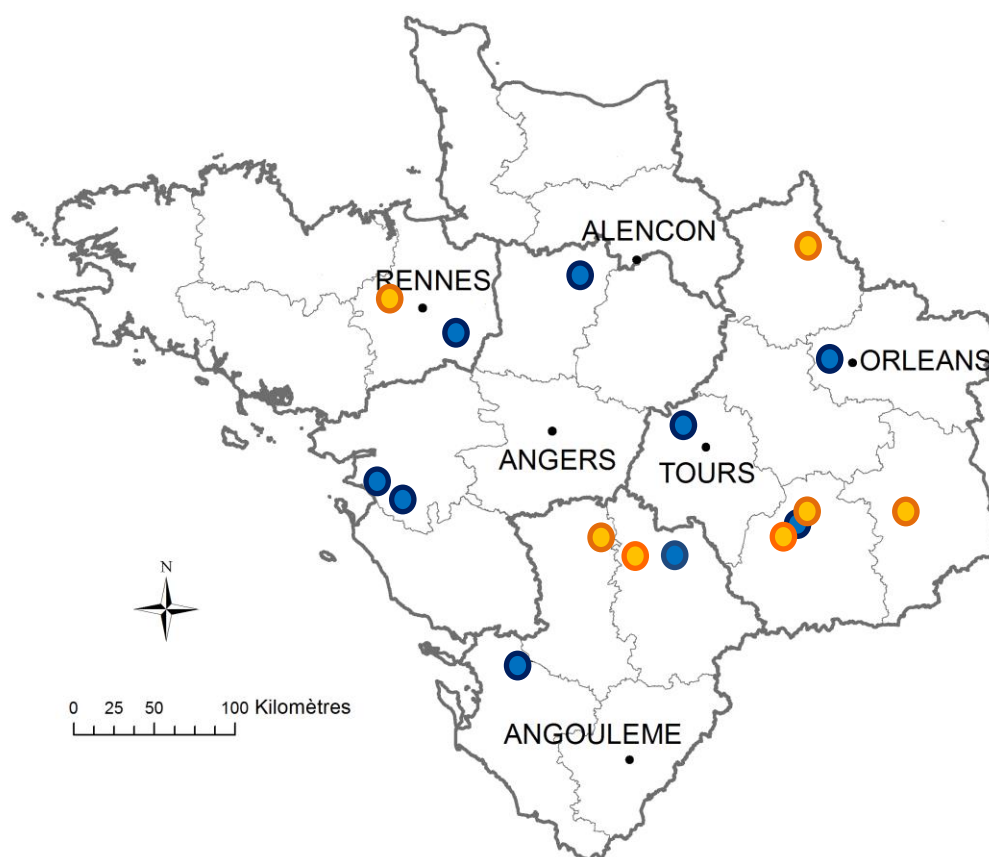 ALENCON
RENNES
ORLEANS
ANGERS
TOURS
N
0 25 50 100 Kilomètres
ANGOULEME